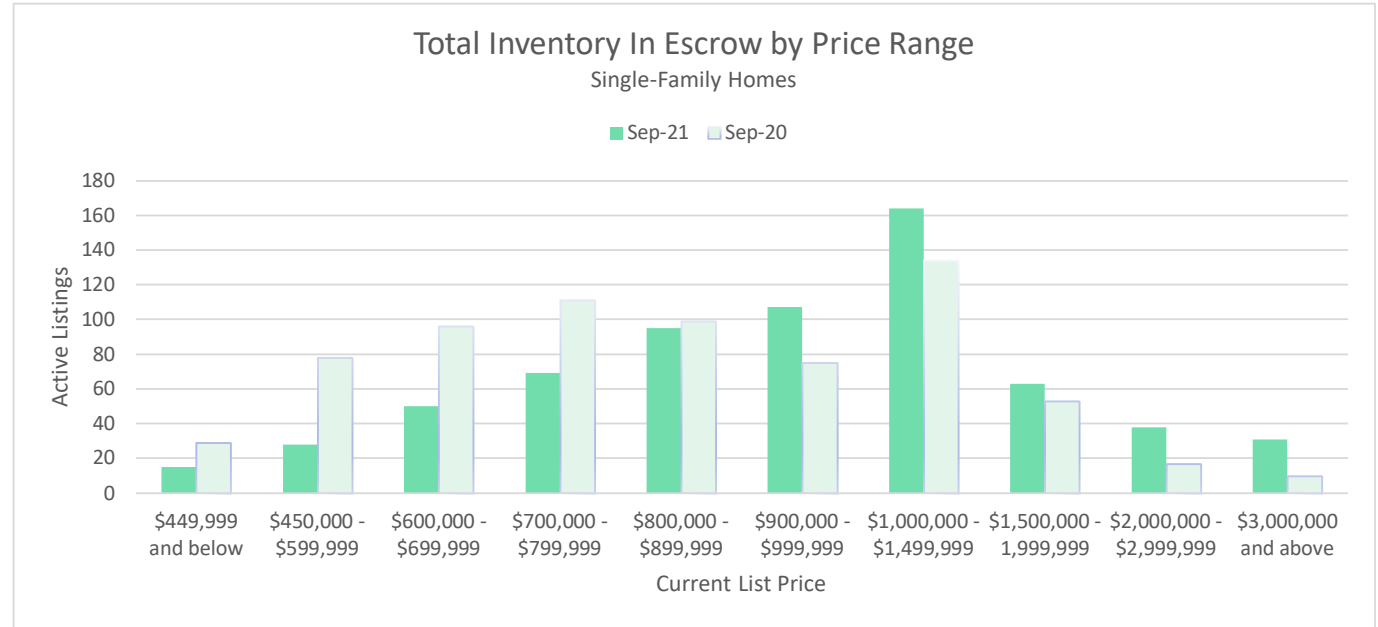 Total Inventory In Escrow by Price Range
Single-Family Homes
Sep-21 Sep-20
180
160
140
120
100
80
60
40
20
0
Active Listings
$449,999 and below
$450,000 - $599,999
$600,000 - $699,999
$700,000 - $799,999
$800,000 - $899,999
$900,000 - $999,999
$1,000,000 - $1,499,999
$1,500,000 - 1,999,999
$2,000,000 - $2,999,999
$3,000,000 and above
Current List Price